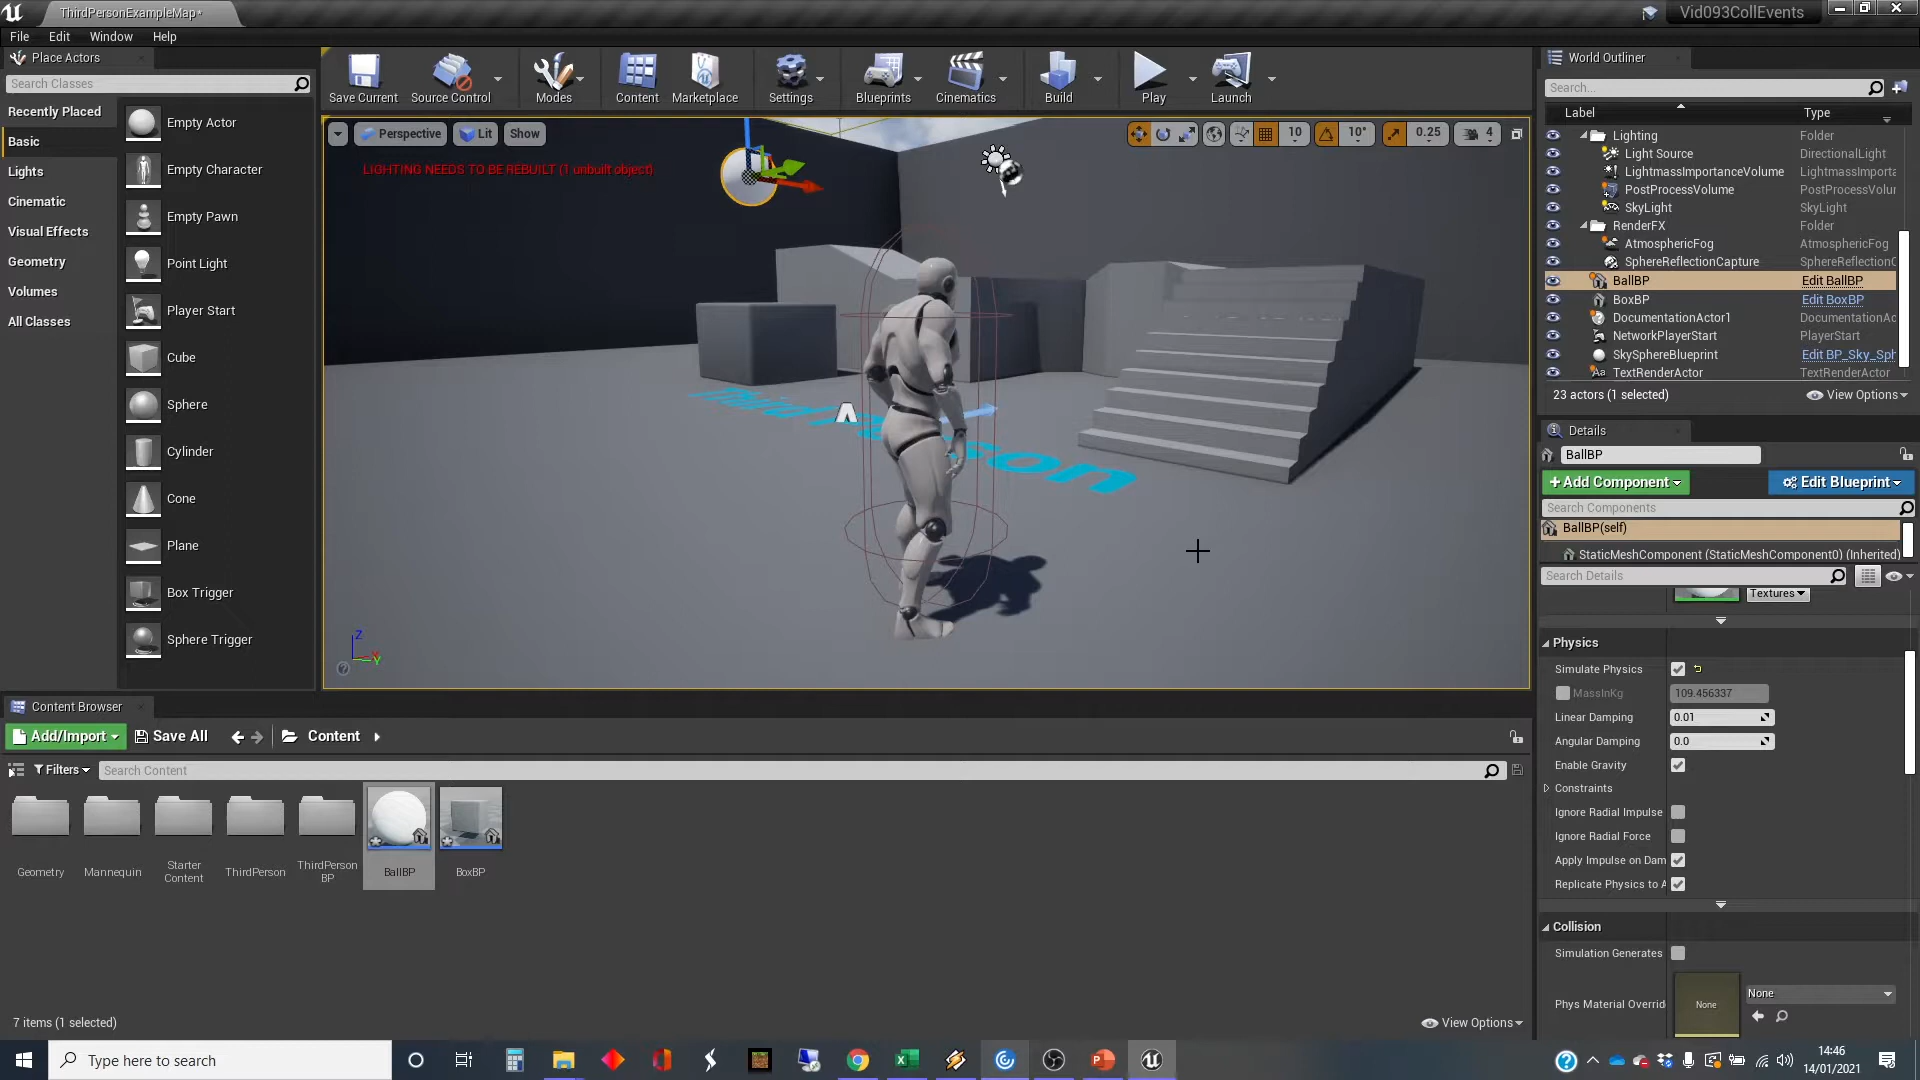 ThirdPersonExampleMap*
Vid093CollEvents
File Edit Window Help
Place Actors
Search Classes
Recently Placed
Basic
Lights
Cinematic
Visual Effects
Geometry
Volumes
All Classes
Empty Actor
Empty Character
Empty Pawn
Point Light
Player Start
Cube
Sphere
Cylinder
Cone
Plane
Box Trigger
Sphere Trigger
Save Current Source Control Modes Content Marketplace Settings Blueprints Cinematics Build Play Launch
Perspective Lit Show
10 10° 0.25 4
LIGHTING NEEDS TO BE REBUILT (1 unbuilt object)
World Outliner
Search...
Label Type
Lighting Folder
Light Source DirectionalLight
LightmassImportanceVolume LightmassImporta
PostProcessVolume PostProcessVolur
SkyLight SkyLight
RenderFX Folder
AtmosphericFog AtmosphericFog
SphereReflectionCapture SphereReflectionC
BallBP Edit BallBP
BoxBP Edit BoxBP
DocumentationActor1 DocumentationAc
NetworkPlayerStart PlayerStart
SkySphereBlueprint Edit BP_Sky_Sph
TextRenderActor TextRenderActor
23 actors (1 selected) View Options
Details
BallBP
+Add Component Edit Blueprint
Search Components
BallBP(self)
StaticMeshComponent (StaticMeshComponent0) (Inherited)
Search Details
Textures
Physics
Simulate Physics
MassInKg 109.456337
Linear Damping 0.01
Angular Damping 0.0
Enable Gravity
Constraints
Ignore Radial Impulse
Ignore Radial Force
Apply Impulse on Dam
Replicate Physics to A
Collision
Simulation Generates
Phys Material Override None None
Content Browser
Add/Import Save All Content
Filters Search Content
Geometry
Mannequin
Starter Content
ThirdPerson
ThirdPerson BP
BallBP
BoxBP
7 items (1 selected) View Options
Type here to search
14:46
14/01/2021
Third Person
Z
X
Y